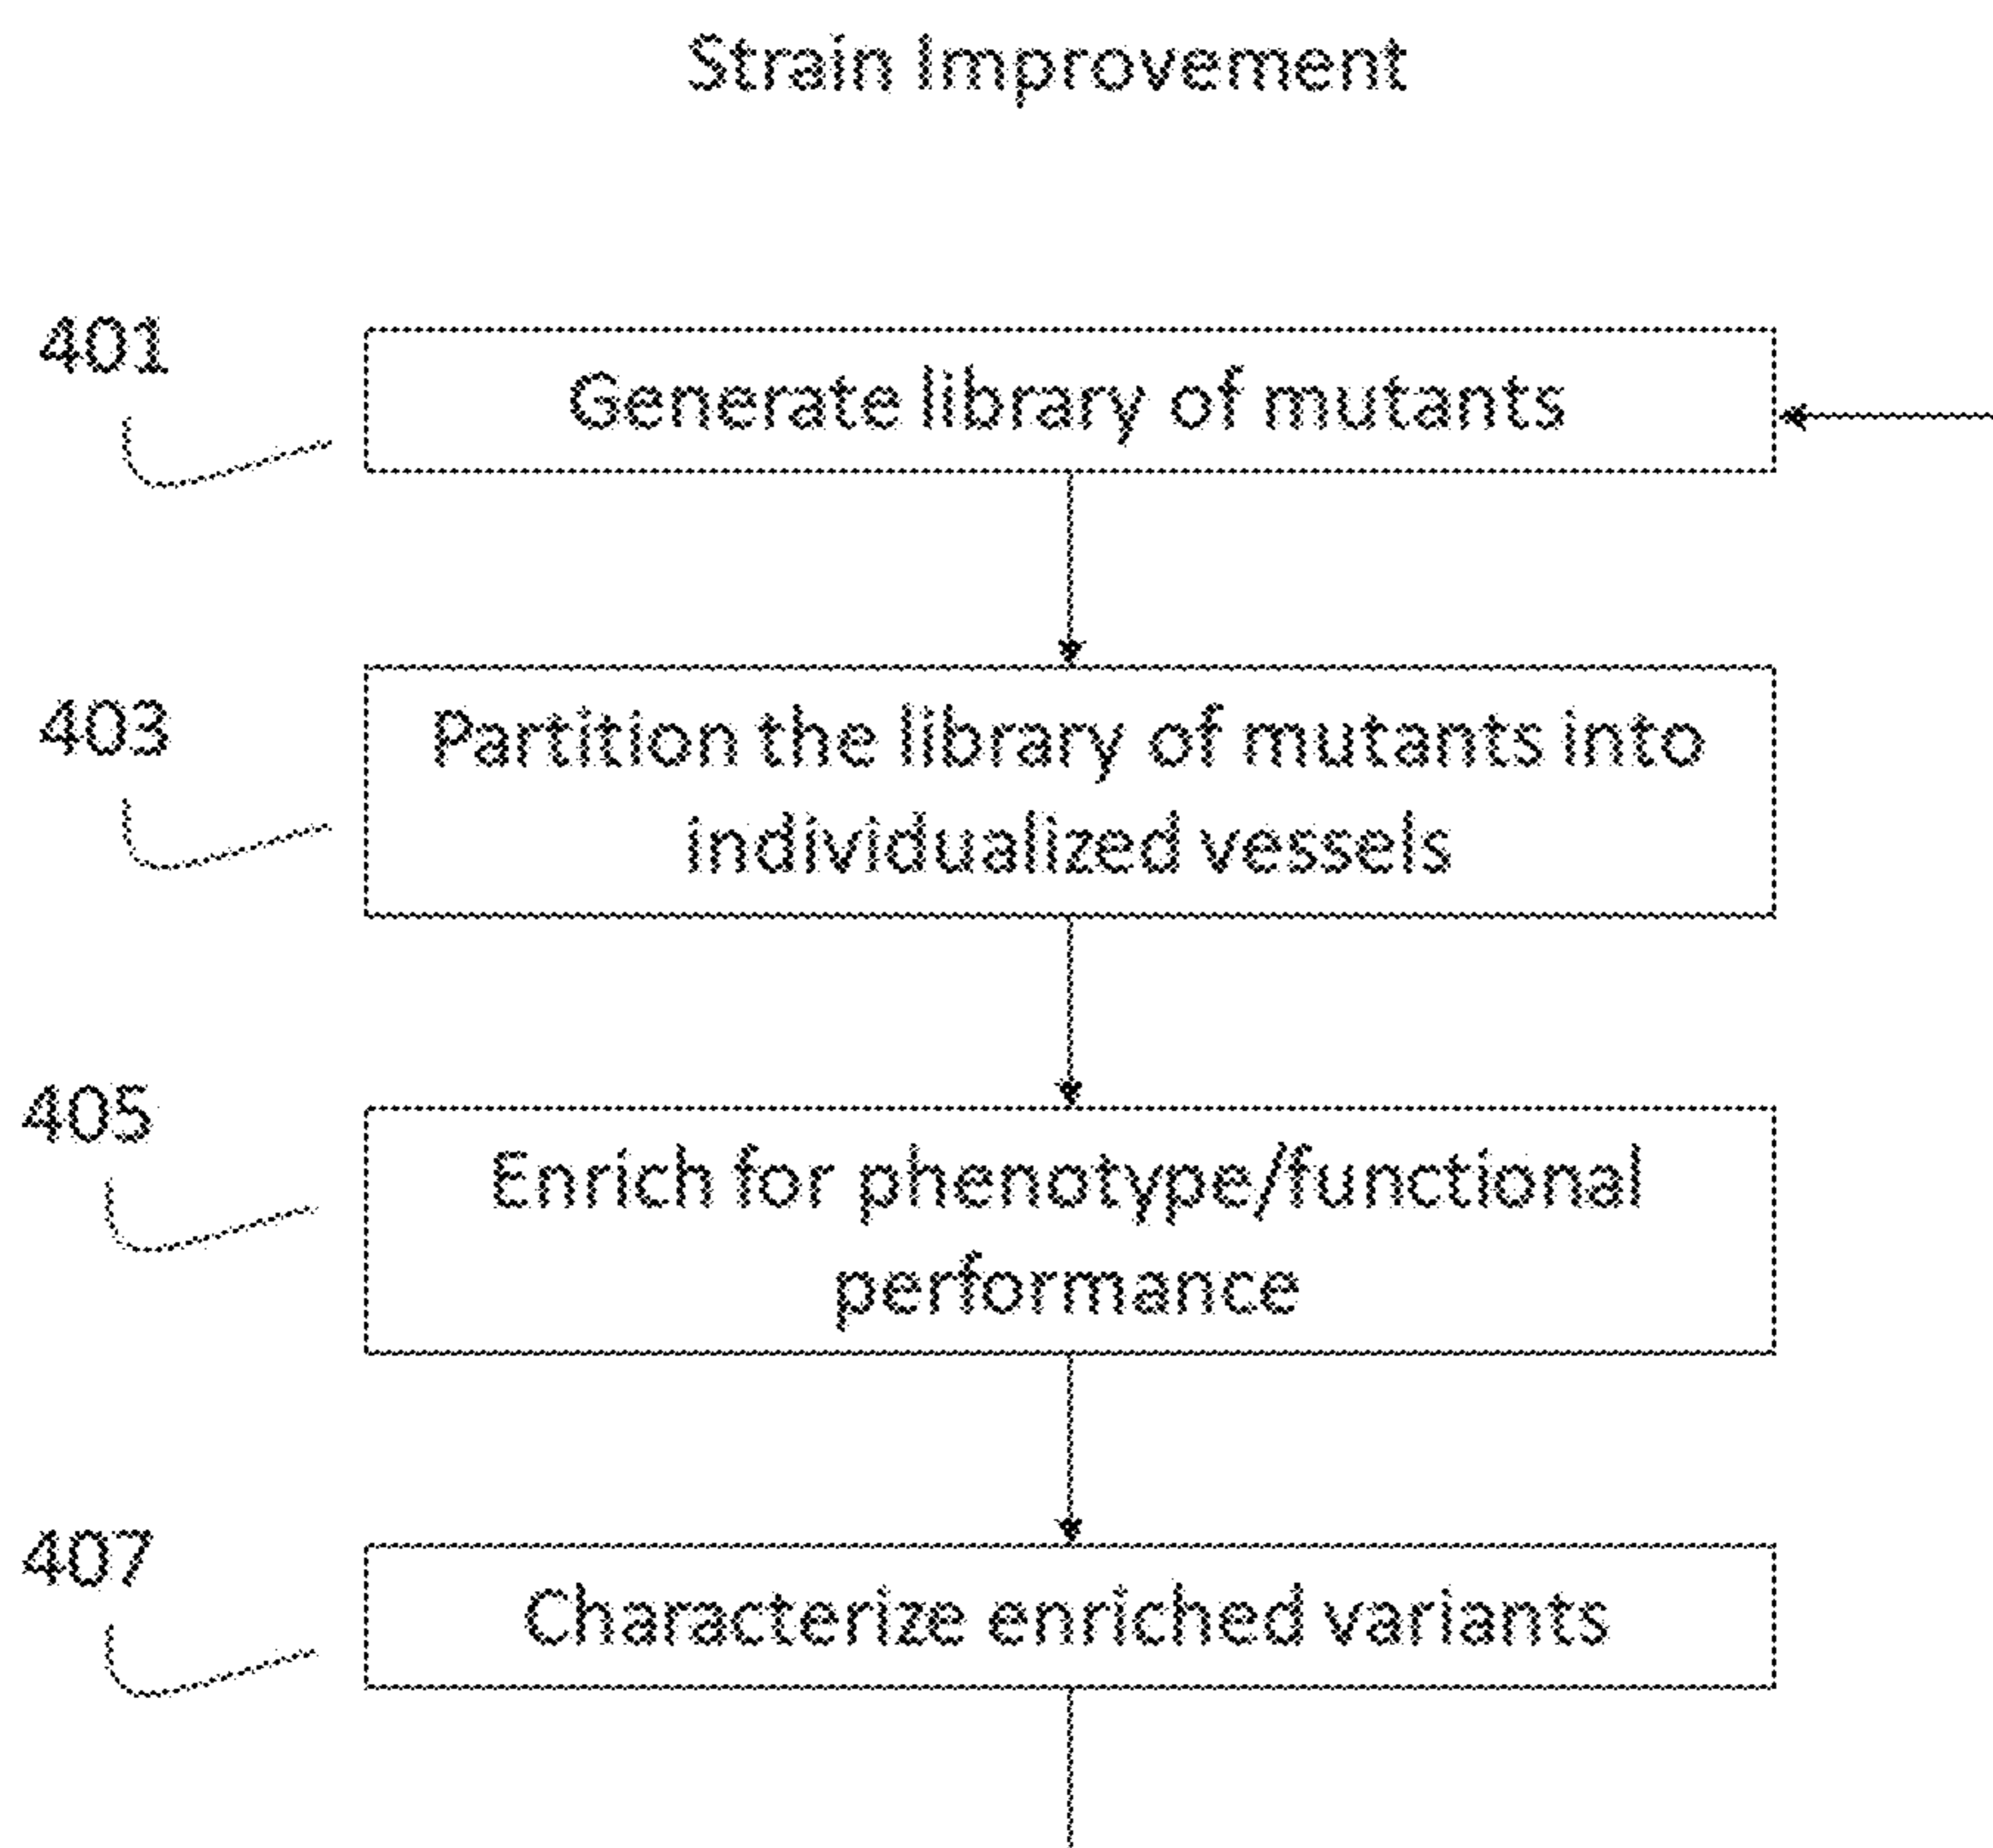 Strain Improvement
401
Generate library of mutants
403
Partition the library of mutants into
individualized vessels
405
Enrich for phenotype/functional
performance
407
Characterize enriched variants